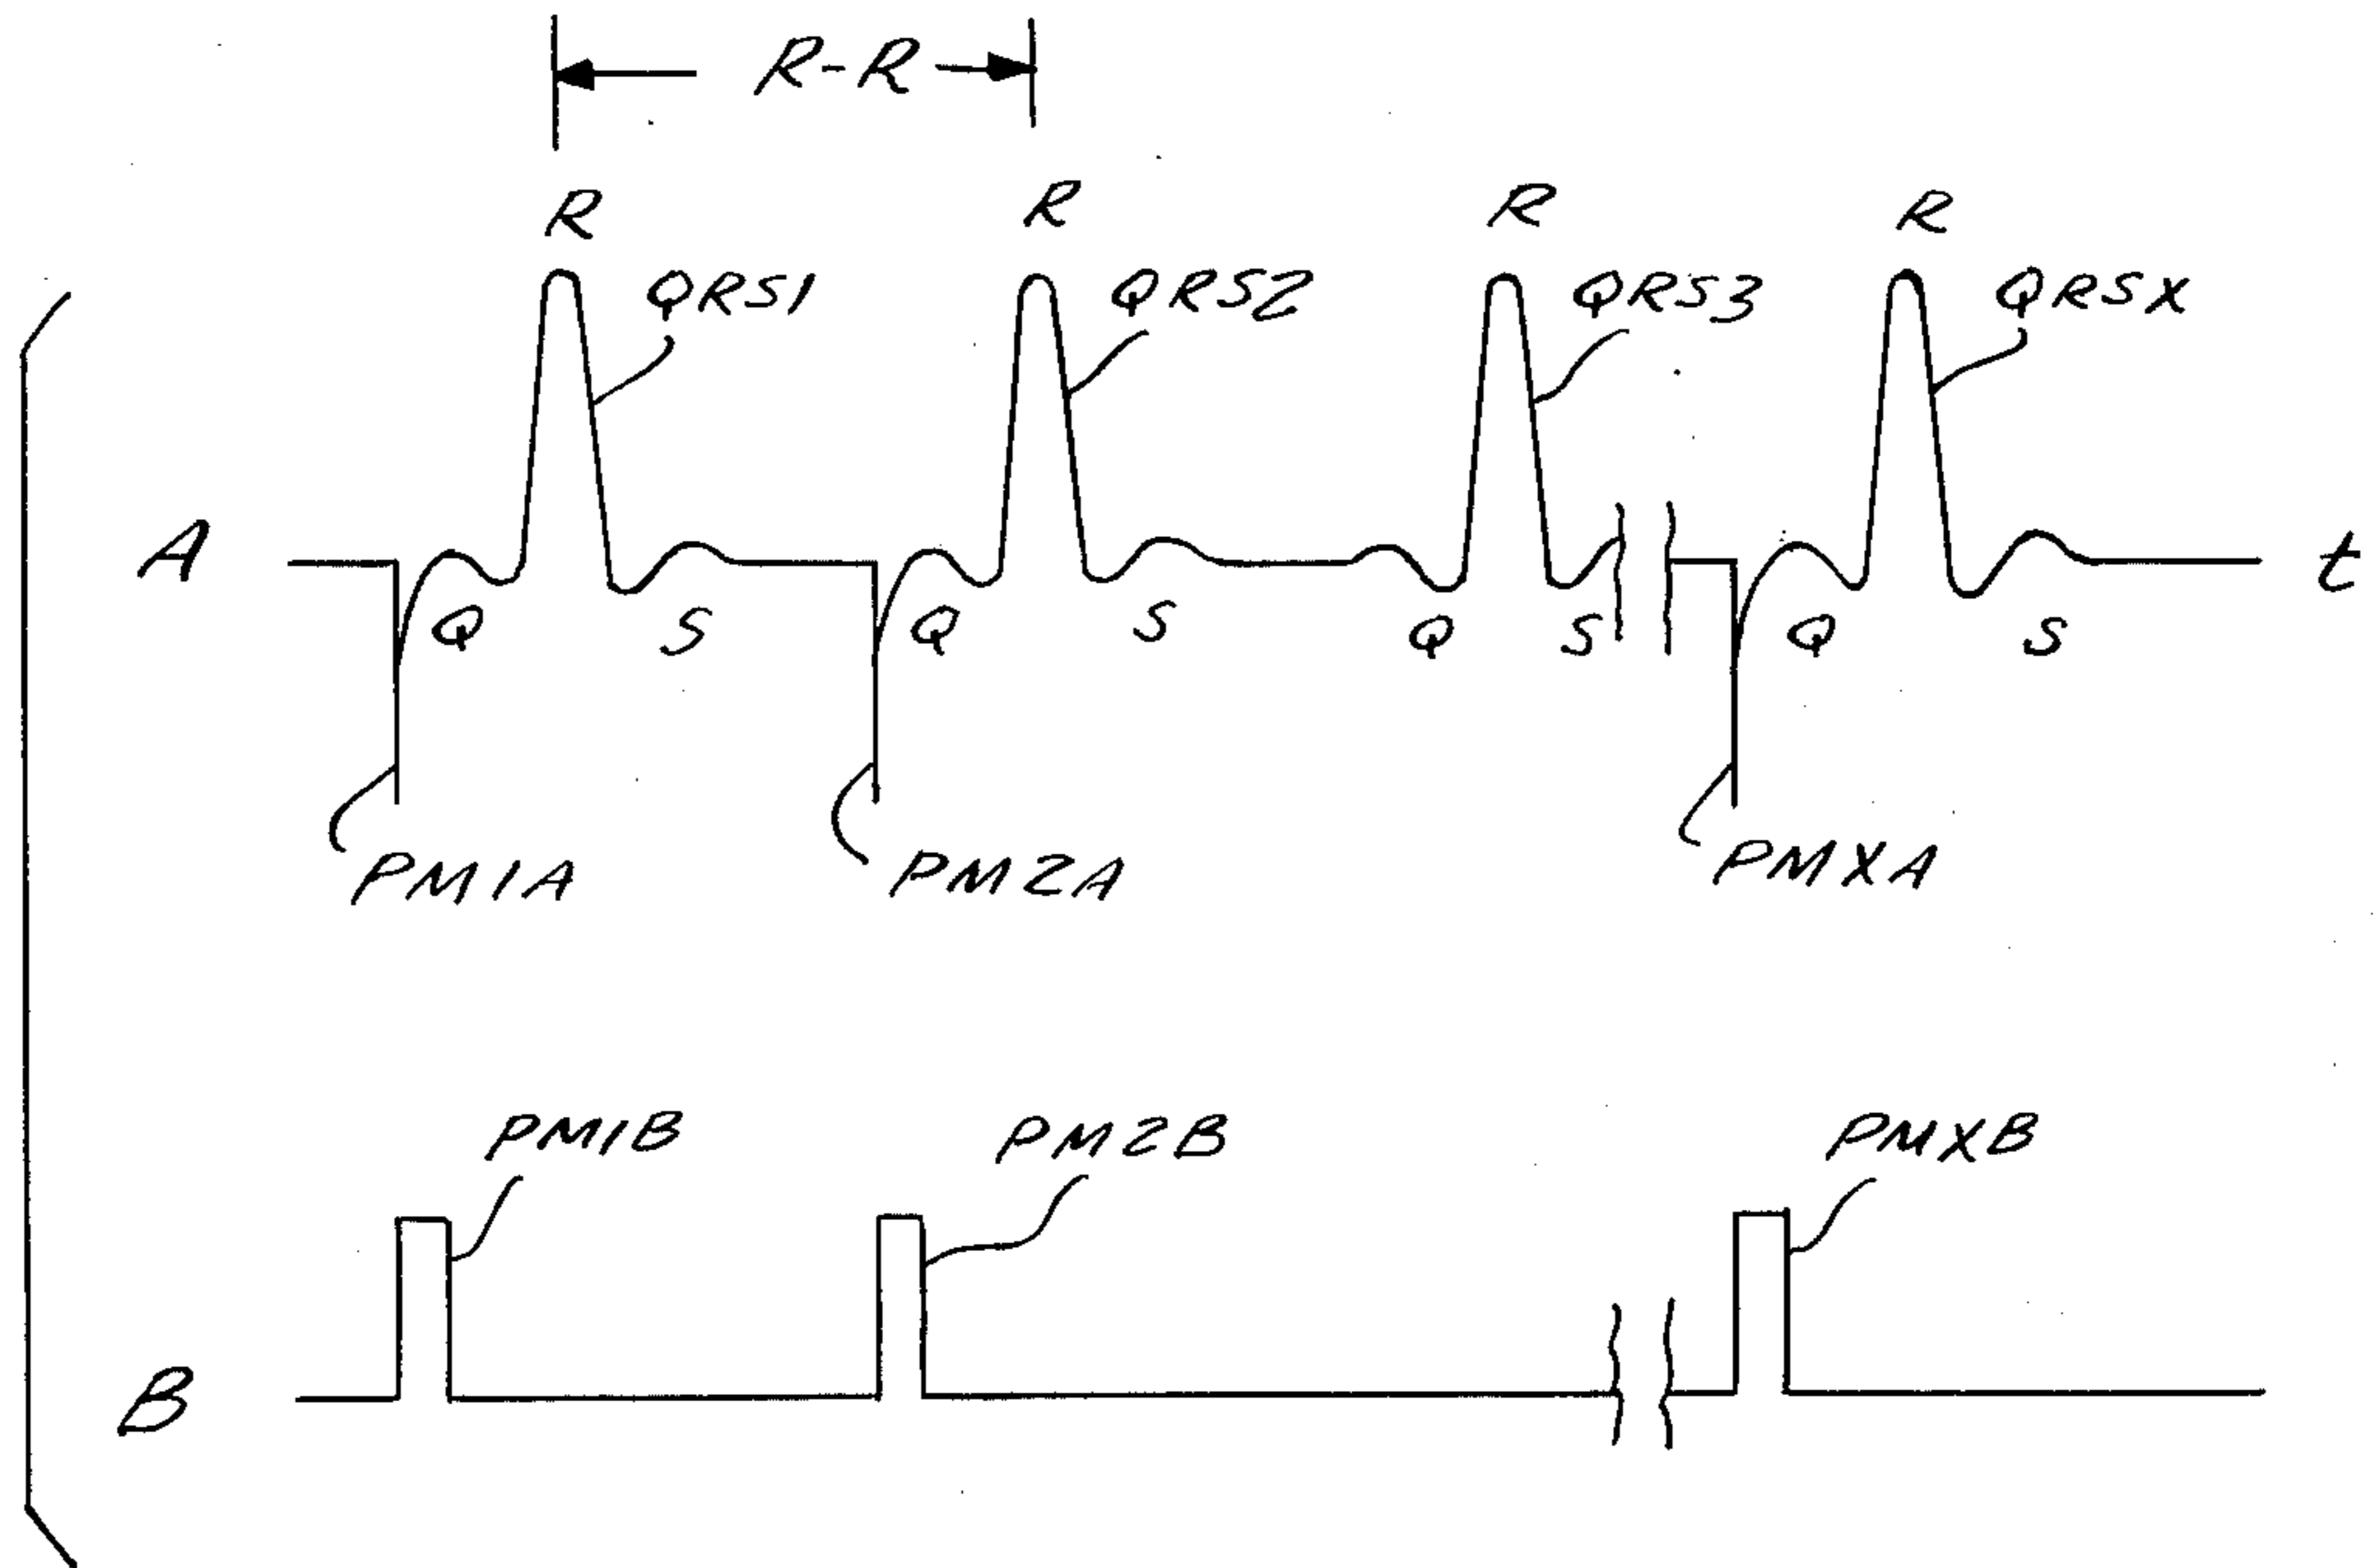 R-R
R R R R
QRS1 QRS2 QRS3 QRSX
A t
Q S Q S Q S Q S
PM1A PM2A PMXA
PM1B PM2B PMXB
B